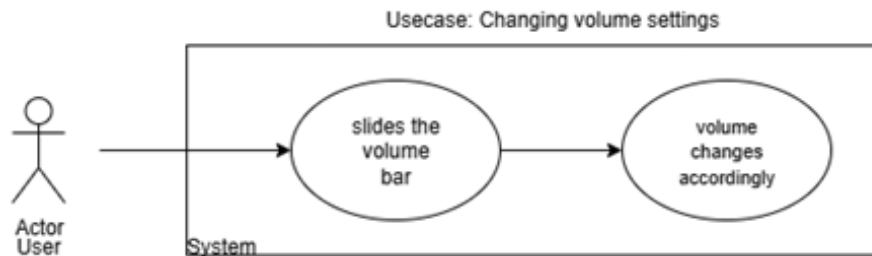 Usecase: Changing volume settings
slides the
volume
bar
volume
changes
accordingly
Actor
User
System